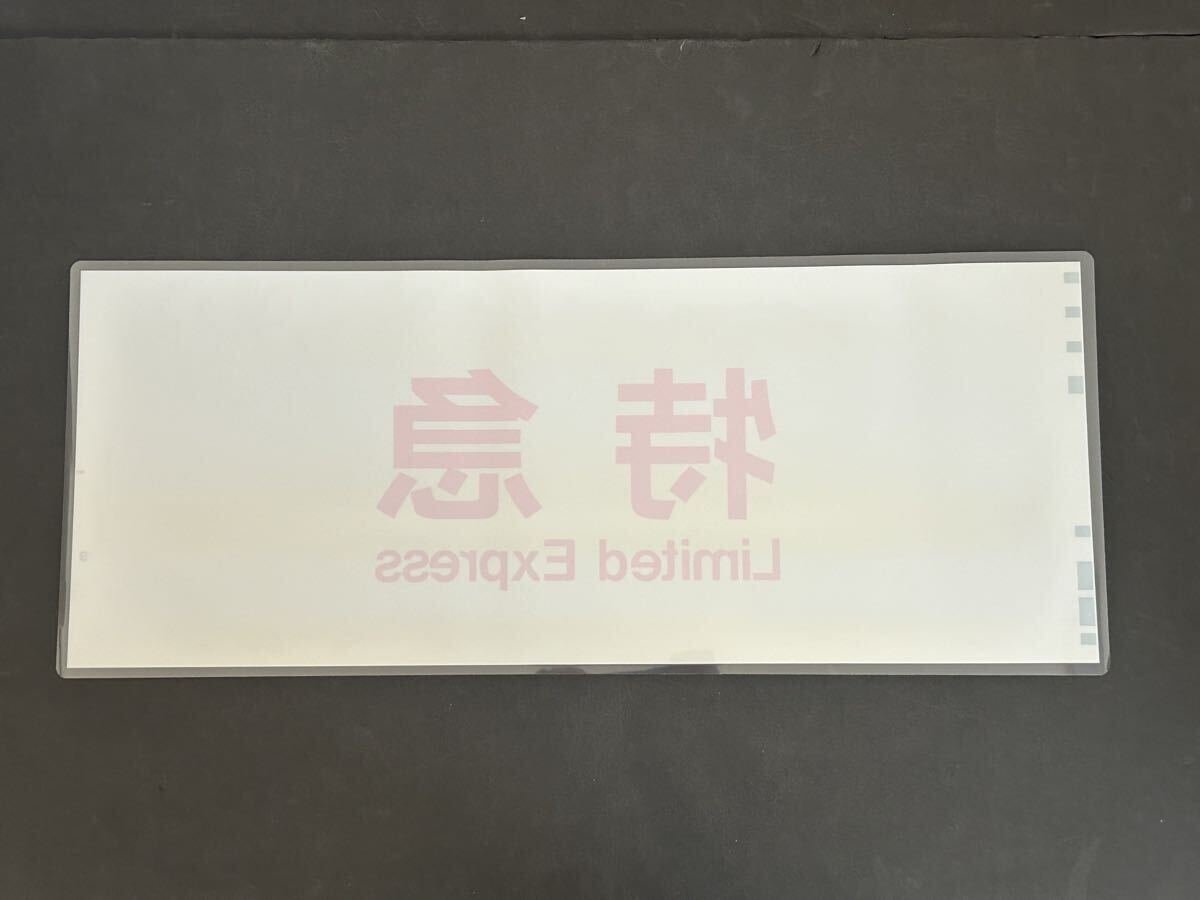 特急
Limited Express